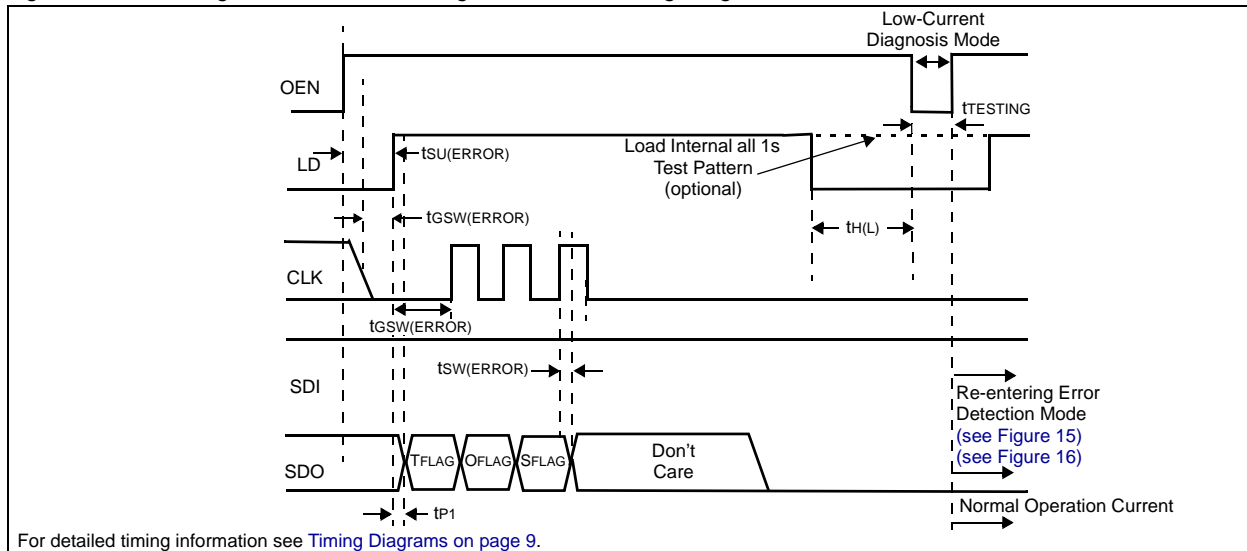 Low-Current
Diagnosis Mode
OEN
tTESTING
LD
tSU(ERROR)
Load Internal all 1s
Test Pattern
(optional)
tGSW(ERROR)
tH(L)
CLK
tGSW(ERROR)
tSW(ERROR)
SDI
Re-entering Error
Detection Mode
(see Figure 15)
(see Figure 16)
SDO
TFLAG
OFLAG
SFLAG
Don't
Care
tP1
Normal Operation Current
For detailed timing information see Timing Diagrams on page 9.